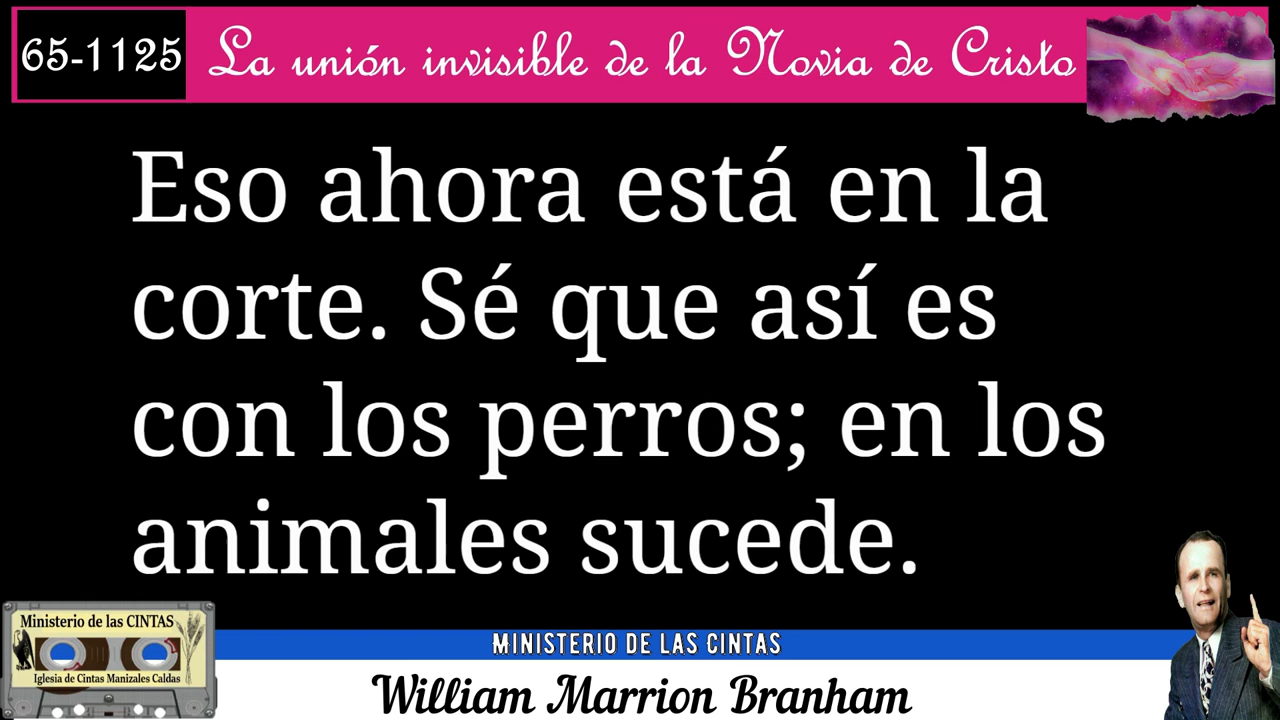 65-1125 La unión invisible de la Novia de Cristo
Eso ahora está en la
corte. Sé que así es
con los perros; en los
animales sucede.
Ministerio de las CINTAS
Iglesia de Cintas Manizales Caldas
MINISTERIO DE LAS CINTAS
William Marrion Branham